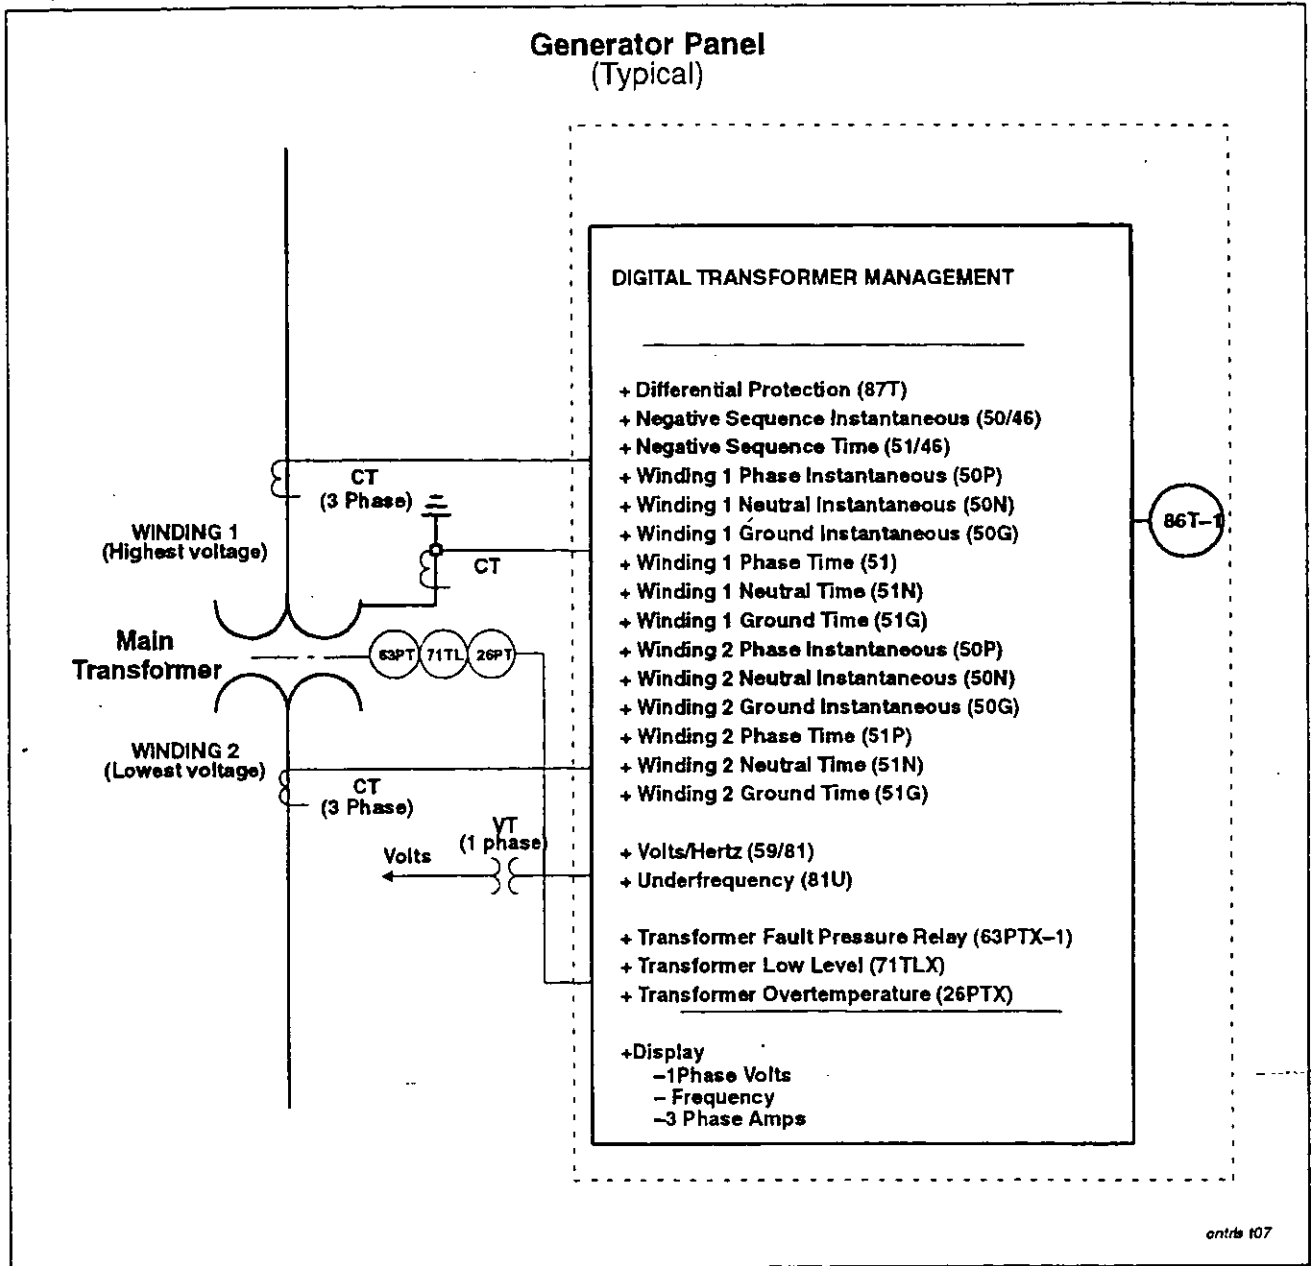 Generator Panel
(Typical)
DIGITAL TRANSFORMER MANAGEMENT
+ Differential Protection (87T)
+ Negative Sequence Instantaneous (50/46)
+ Negative Sequence Time (51/46)
+ Winding 1 Phase Instantaneous (50P)
+ Winding 1 Neutral Instantaneous (50N)
+ Winding 1 Ground Instantaneous (50G)
+ Winding 1 Phase Time (51)
+ Winding 1 Neutral Time (51N)
+ Winding 1 Ground Time (51G)
+ Winding 2 Phase Instantaneous (50P)
+ Winding 2 Neutral Instantaneous (50N)
+ Winding 2 Ground Instantaneous (50G)
+ Winding 2 Phase Time (51P)
+ Winding 2 Neutral Time (51N)
+ Winding 2 Ground Time (51G)
+ Volts/Hertz (59/81)
+ Underfrequency (81U)
+ Transformer Fault Pressure Relay (63PTX–1)
+ Transformer Low Level (71TLX)
+ Transformer Overtemperature (26PTX)
+Display
–1Phase Volts
– Frequency
–3 Phase Amps
86T–1
CT
(3 Phase)
WINDING 1
(Highest voltage)
CT
Main
Transformer
63PT
71TL
26PT
WINDING 2
(Lowest voltage)
CT
(3 Phase)
VT
(1 phase)
Volts
t07